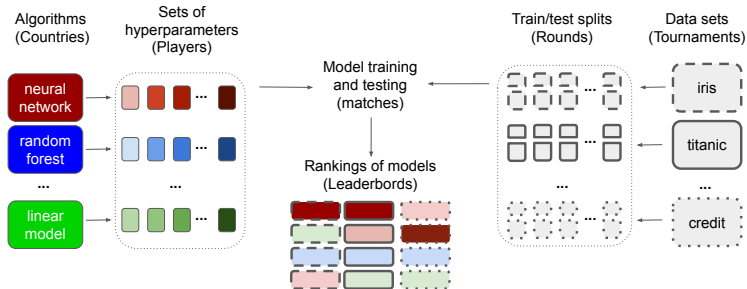 Algorithms
(Countries)
Sets of
hyperparameters
(Players)
Train/test splits
(Rounds)
Data sets
(Tournaments)
neural
network
...
Model training
and testing
(matches)
...
iris
random
forest
...
...
titanic
...
...
Rankings of models
(Leaderbords)
...
...
linear
model
...
...
credit